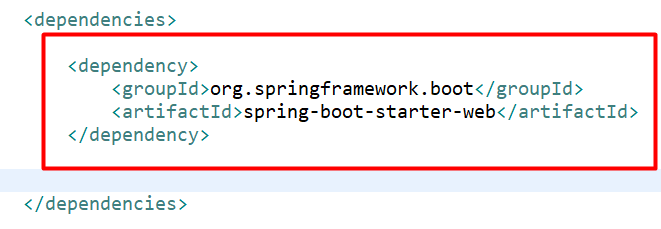 <dependencies>
<dependency>
<groupId>org.springframework.boot</groupId>
<artifactId>spring-boot-starter-web</artifactId>
</dependency>
</dependencies>